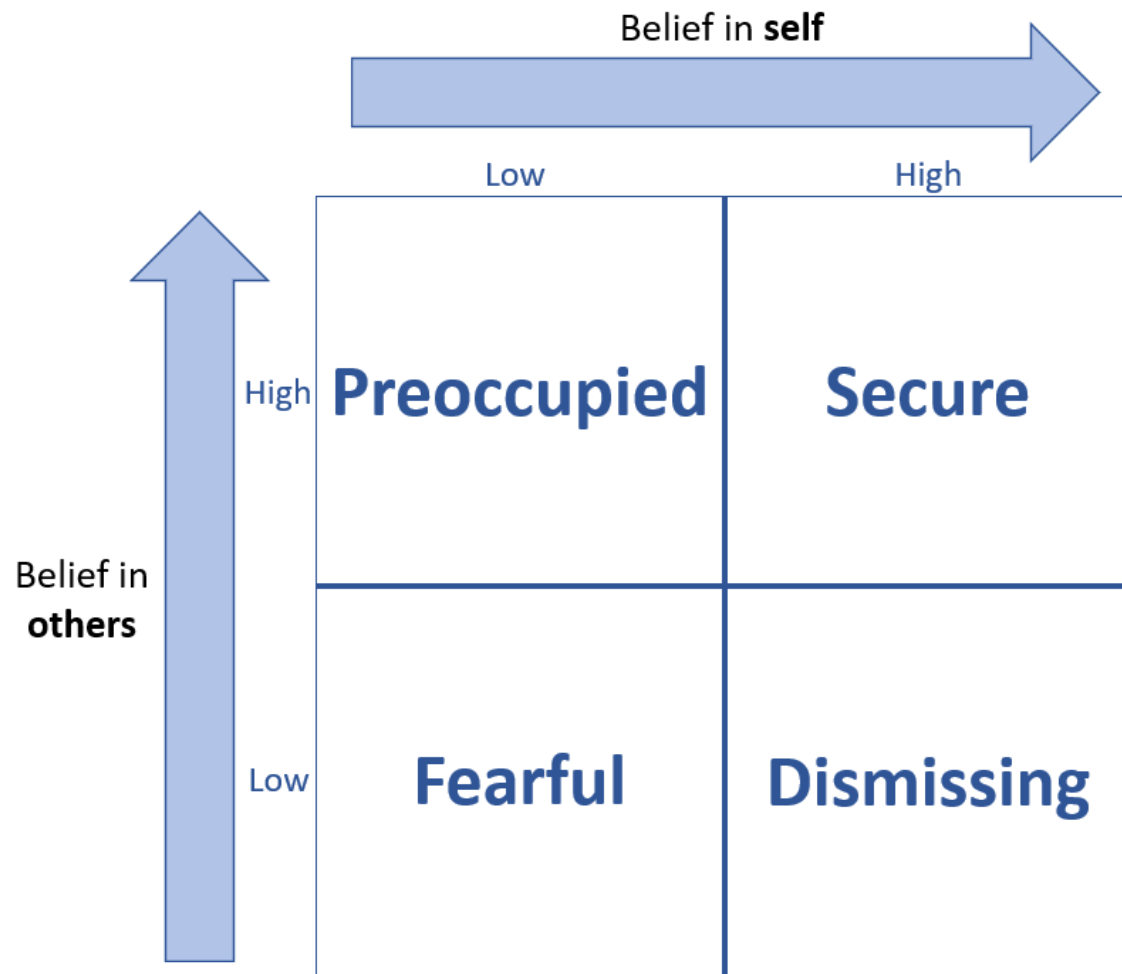 Belief in self
Low
High
High
Preoccupied
Secure
Belief in
others
Low
Fearful
Dismissing